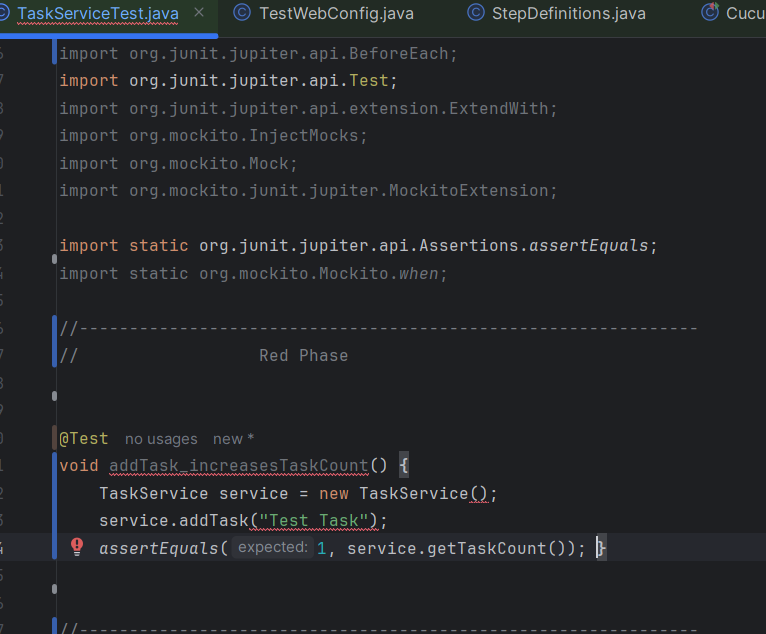 TaskServiceTest.java × TestWebConfig.java StepDefinitions.java Cucu
import org.junit.jupiter.api.BeforeEach;
import org.junit.jupiter.api.Test;
import org.junit.jupiter.api.extension.ExtendWith;
import org.mockito.InjectMocks;
import org.mockito.Mock;
import org.mockito.junit.jupiter.MockitoExtension;
import static org.junit.jupiter.api.Assertions.assertEquals;
import static org.mockito.Mockito.when;
//--------------------------------------------------------------
// Red Phase
@Test no usages new *
void addTask_increasesTaskCount() {
TaskService service = new TaskService();
service.addTask("Test Task");
assertEquals( expected: 1, service.getTaskCount()); }
//--------------------------------------------------------------